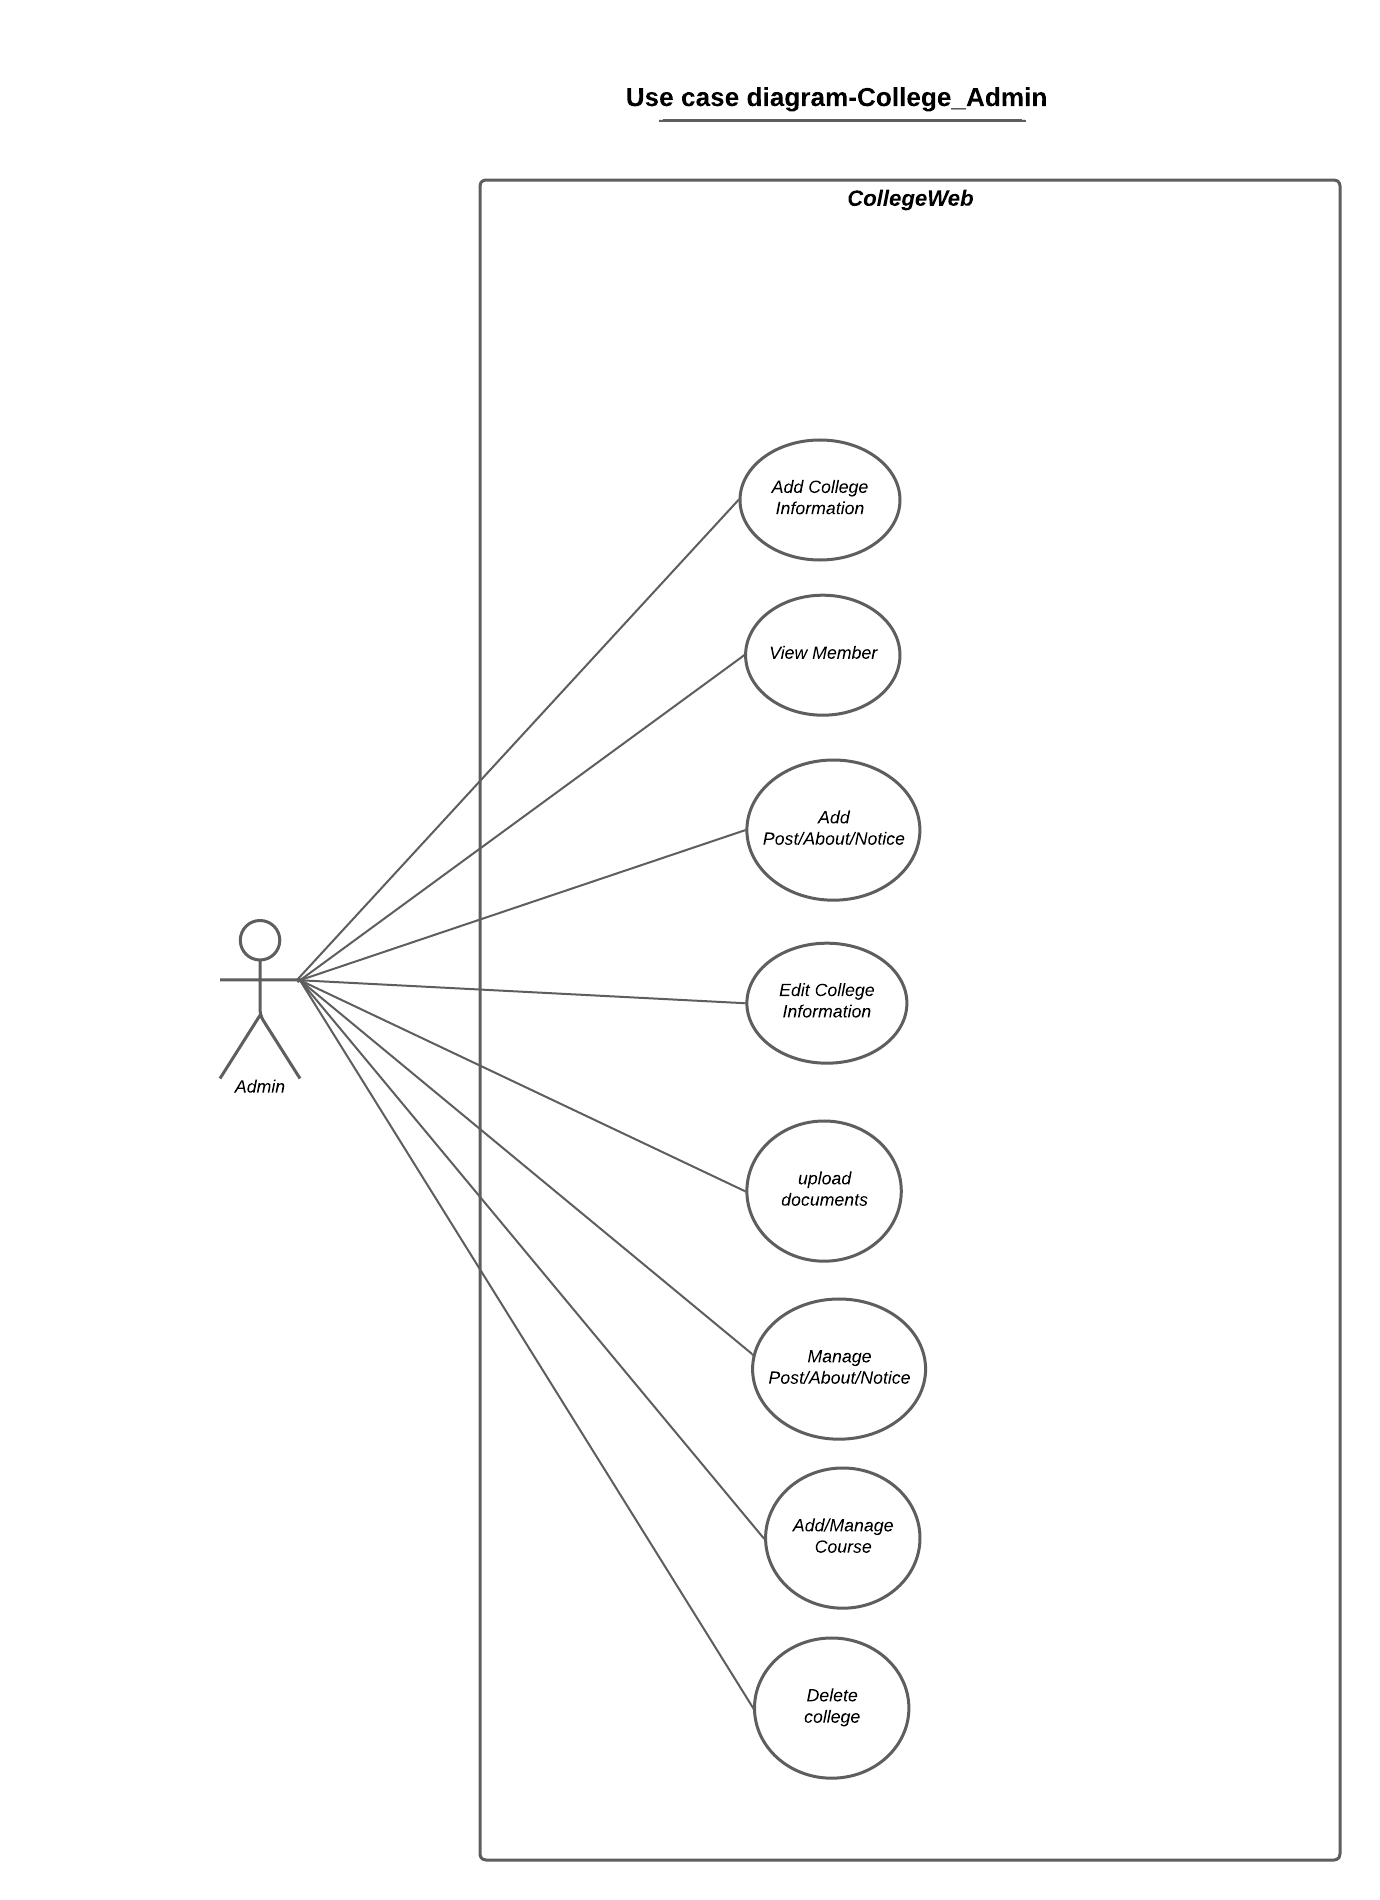 Use case diagram-College_Admin
CollegeWeb
Add College
Information
View Member
Add
Post/About/Notice
Edit College
Information
Admin
upload
documents
Manage
Post/About/Notice
Add/Manage
Course
Delete
college